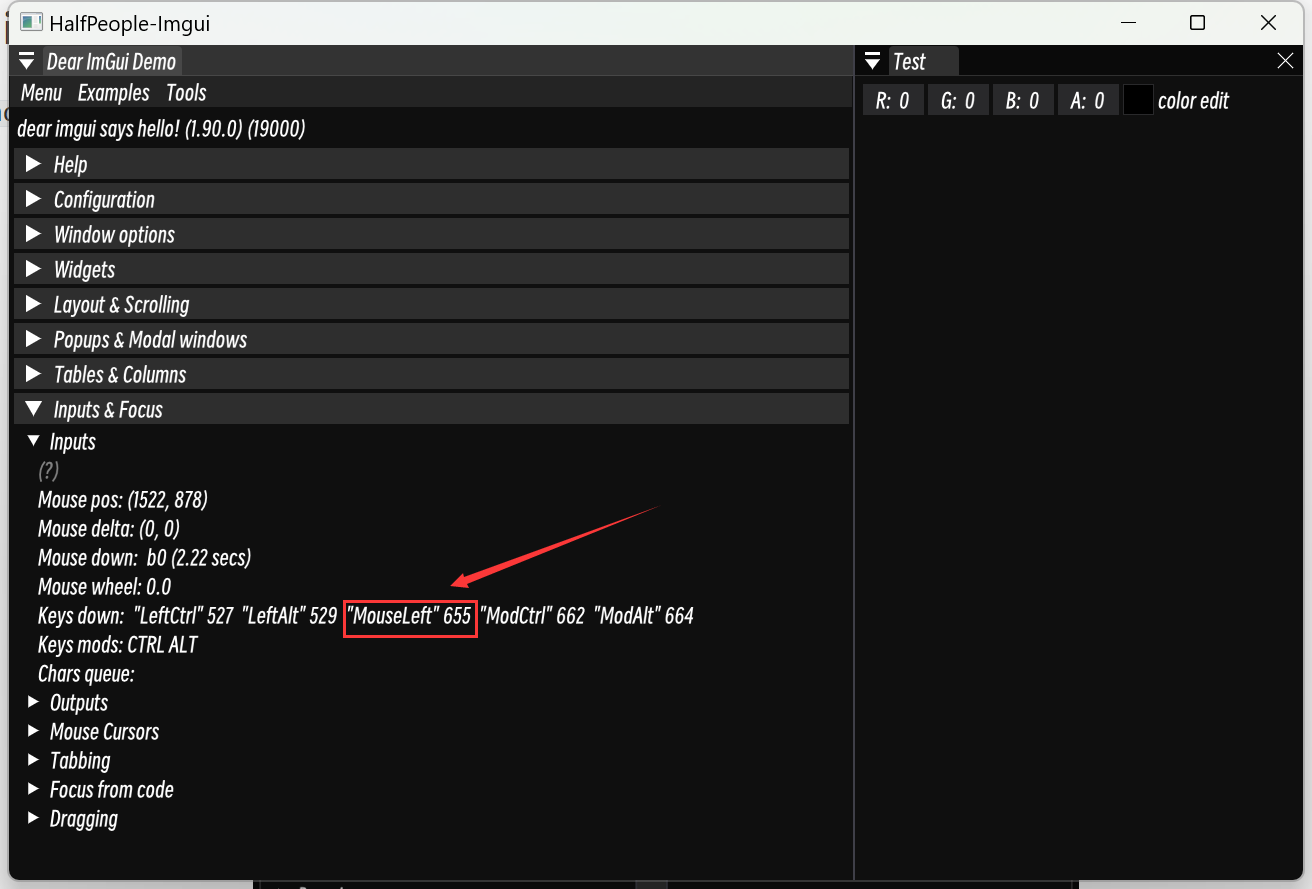 HalfPeople-Imgui
Dear ImGui Demo
Menu Examples Tools
dear imgui says hello! (1.90.0) (19000)
Help
Configuration
Window options
Widgets
Layout & Scrolling
Popups & Modal windows
Tables & Columns
Inputs & Focus
Inputs
(?)
Mouse pos: (1522, 878)
Mouse delta: (0, 0)
Mouse down: b0 (2.22 secs)
Mouse wheel: 0.0
Keys down: "LeftCtrl" 527 "LeftAlt" 529 "MouseLeft" 655 "ModCtrl" 662 "ModAlt" 664
Keys mods: CTRL ALT
Chars queue:
Outputs
Mouse Cursors
Tabbing
Focus from code
Dragging
Test
R: 0 G: 0 B: 0 A: 0 color edit